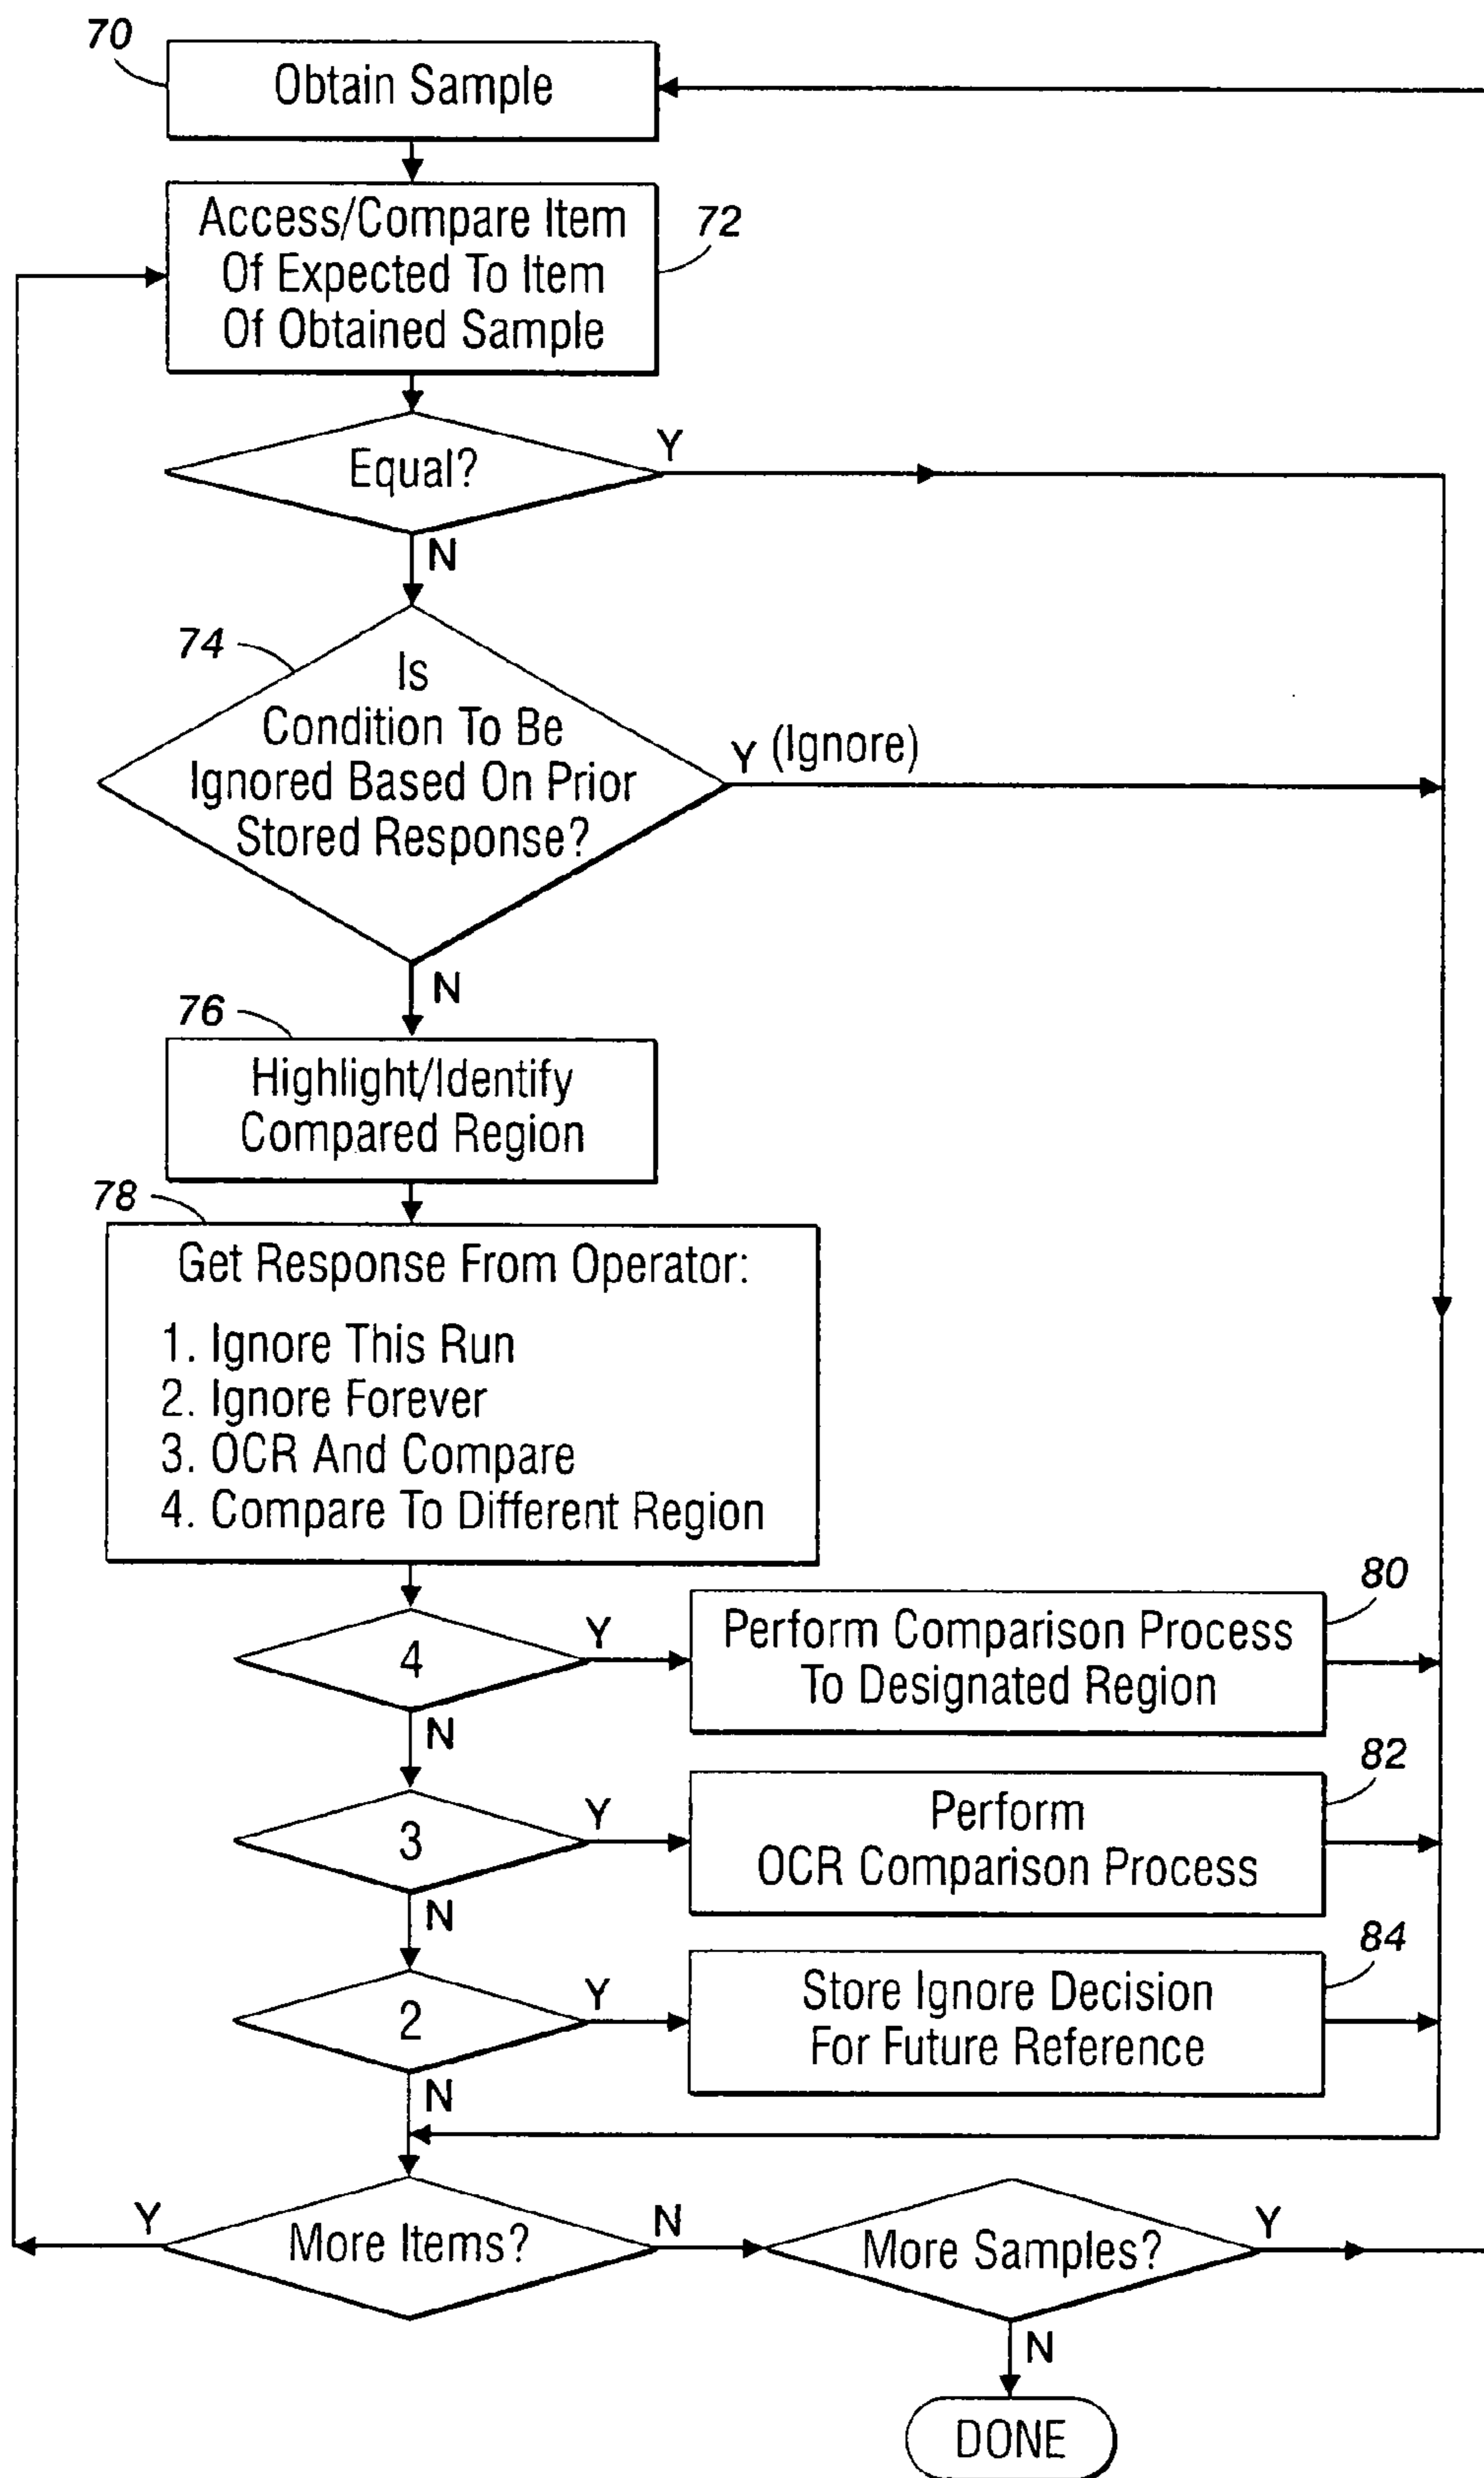 70
Obtain Sample
Access/Compare Item
Of Expected To Item
Of Obtained Sample
72
Equal?
Y
N
74
Is
Condition To Be
Ignored Based On Prior
Stored Response?
Y (Ignore)
N
76
Highlight/Identify
Compared Region
78
Get Response From Operator:
1. Ignore This Run
2. Ignore Forever
3. OCR And Compare
4. Compare To Different Region
4
Y
N
80
Perform Comparison Process
To Designated Region
3
Y
N
82
Perform
OCR Comparison Process
2
Y
N
84
Store Ignore Decision
For Future Reference
Y
More Items?
N
More Samples?
Y
N
DONE